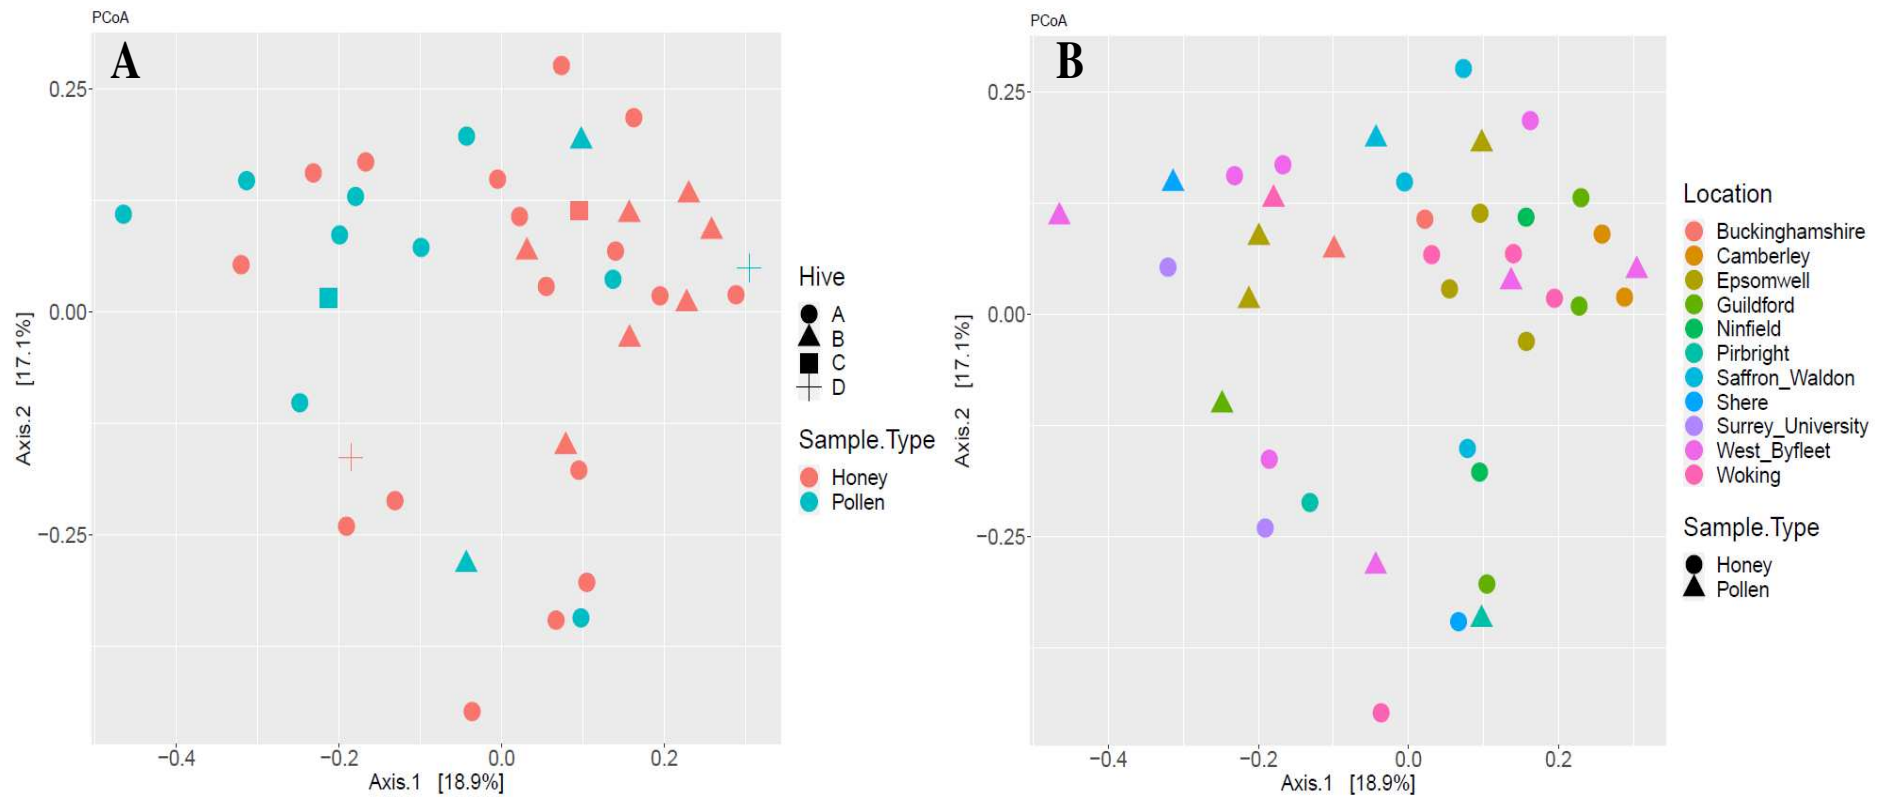 PCoA
A
0.25
0.00
−0.25
−0.4
−0.2
0.0
0.2
Axis.2 [17.1%]
Axis.1 [18.9%]
Hive
A
B
C
D
Sample.Type
Honey
Pollen
PCoA
B
0.25
0.00
−0.25
−0.4
−0.2
0.0
0.2
Axis.2 [17.1%]
Axis.1 [18.9%]
Location
Buckinghamshire
Camberley
Epsomwell
Guildford
Ninfield
Pirbright
Saffron_Waldon
Shere
Surrey_University
West_Byfleet
Woking
Sample.Type
Honey
Pollen